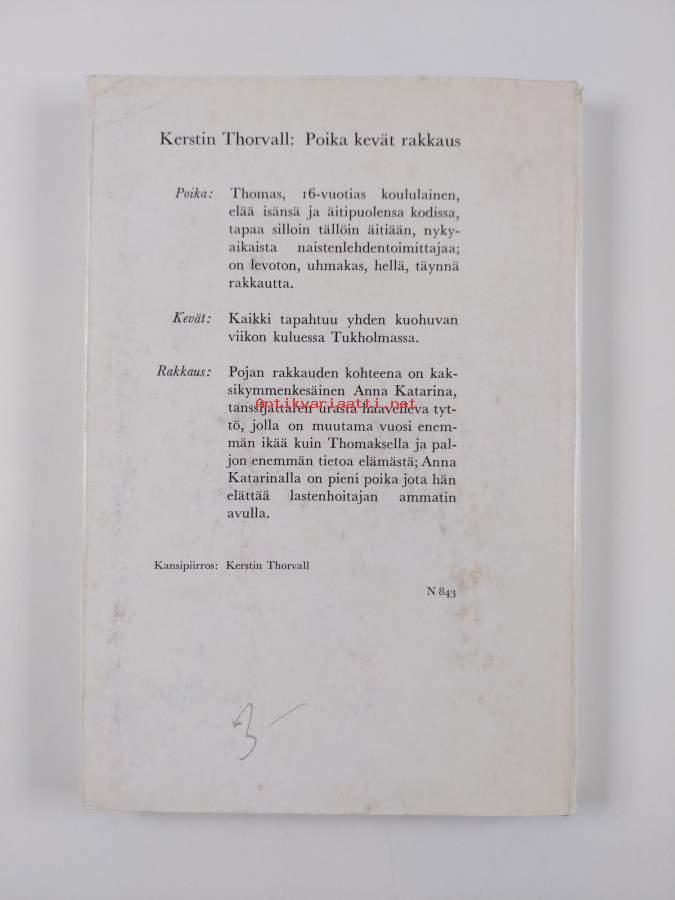 Kerstin Thorvall: Poika kevät rakkaus
Poika: Thomas, 16-vuotias koululainen,
elää isänsä ja äitipuolensa kodissa,
tapaa silloin tällöin äitiään, nyky-
aikaista naistenlehdentoimittajaa;
on levoton, uhmakas, hellä, täynnä
rakkautta.
Kevät: Kaikki tapahtuu yhden kuohuvan
viikon kuluessa Tukholmassa.
Rakkaus: Pojan rakkauden kohteena on kak-
sikymmenkesäinen Anna Katarina,
Antikvariaatti.net
tanssijattaren urasta haaveileva tyt-
tö, jolla on muutama vuosi enem-
män ikää kuin Thomaksella ja pal-
jon enemmän tietoa elämästä; Anna
Katarinalla on pieni poika jota hän
elättää lastenhoitajan ammatin
avulla.
Kansipiirros: Kerstin Thorvall
N 843
3-